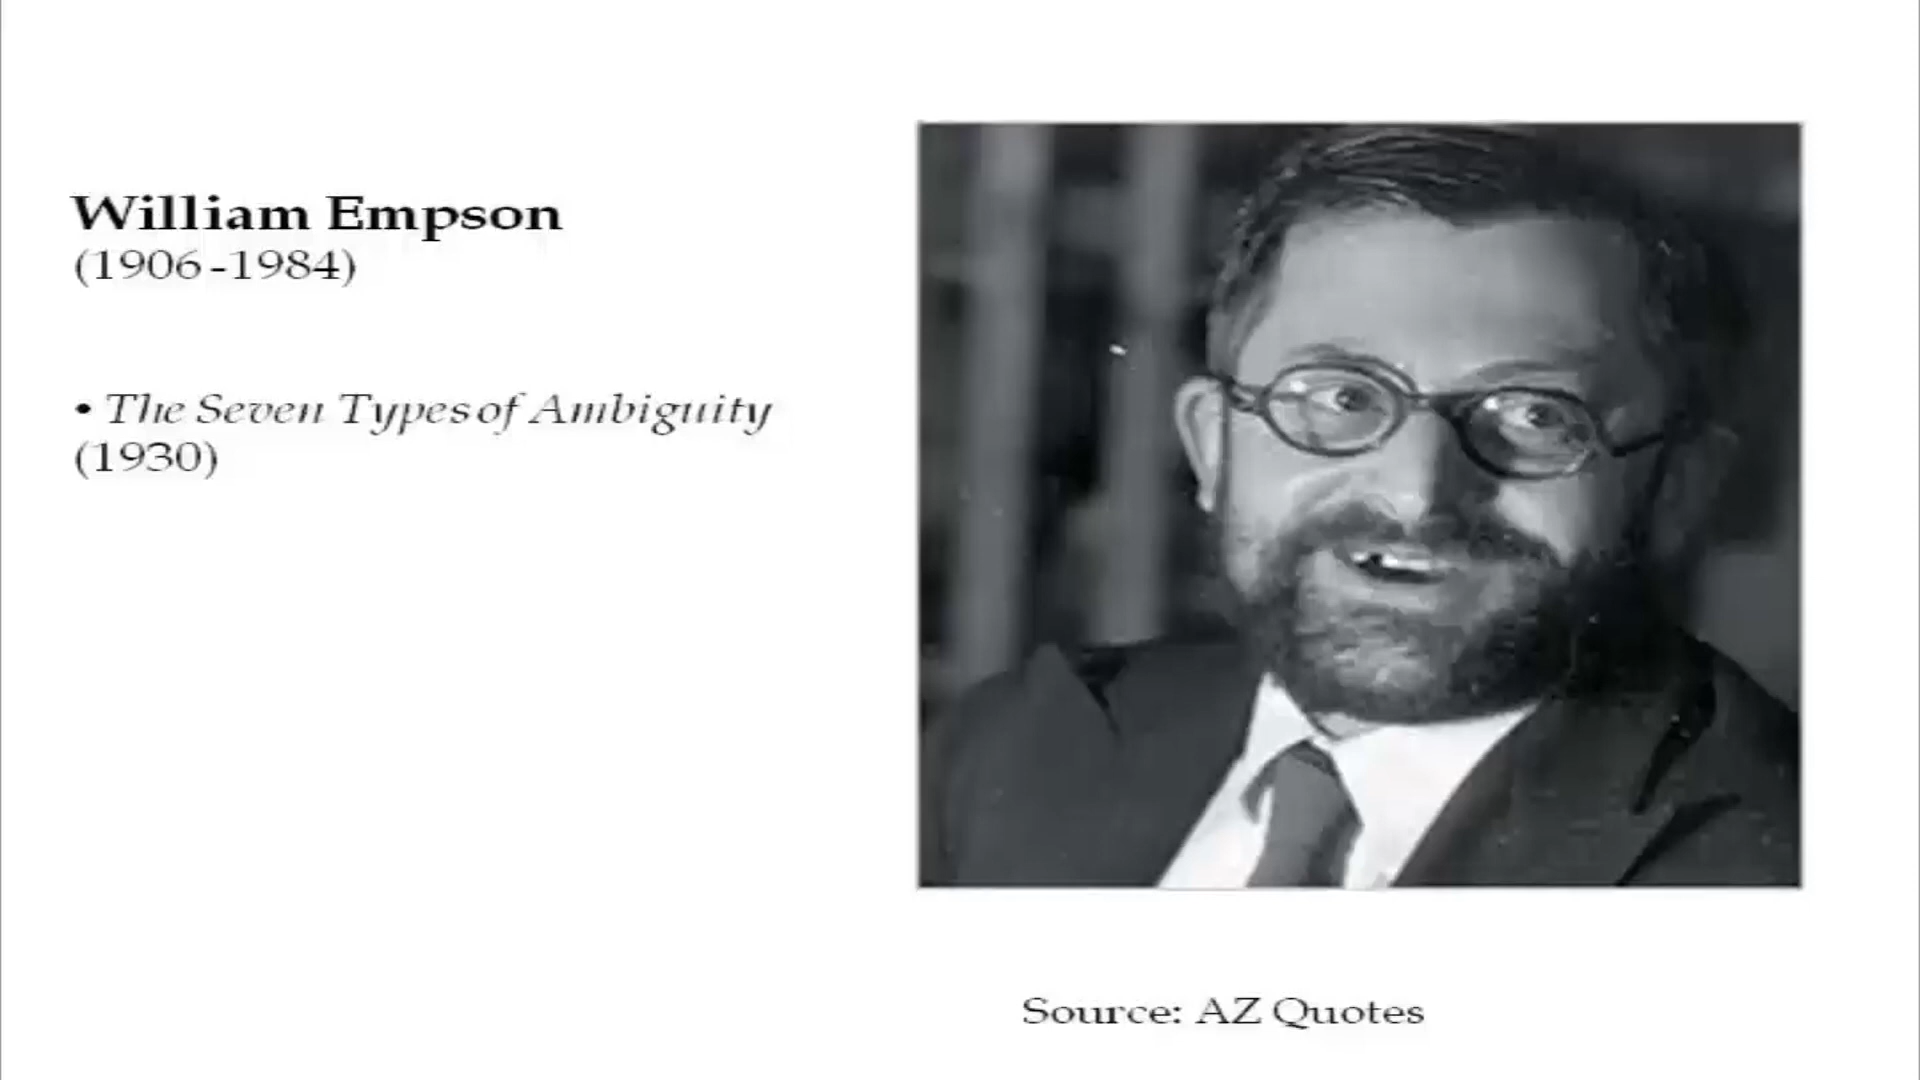 William Empson
(1906-1984)
• The Seven Types of Ambiguity
(1930)
Source: AZ Quotes